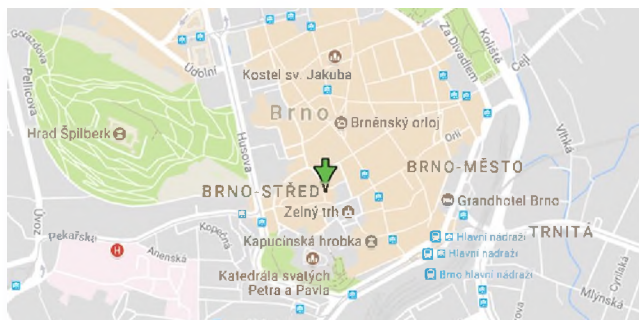 Gorazdova
Údolní
Kostel sv. Jakuba
Za Divadlem
Koliště
Cejl
Pellicova
Brno
Brněnský orloj
Hrad Špilberk
Husova
Orlí
Vlhká
BRNO-STŘED
BRNO-MĚSTO
Grandhotel Brno
Zelný trh
Úvoz
Pekařská
Kopečná
Anenská
Kapucínská hrobka
Hlavní nádraží
TRNITÁ
Katedrála svatých
Petra a Pavla
Hlavní nádraží
Brno hlavní nádraží
Mlýnská
Cyrilská